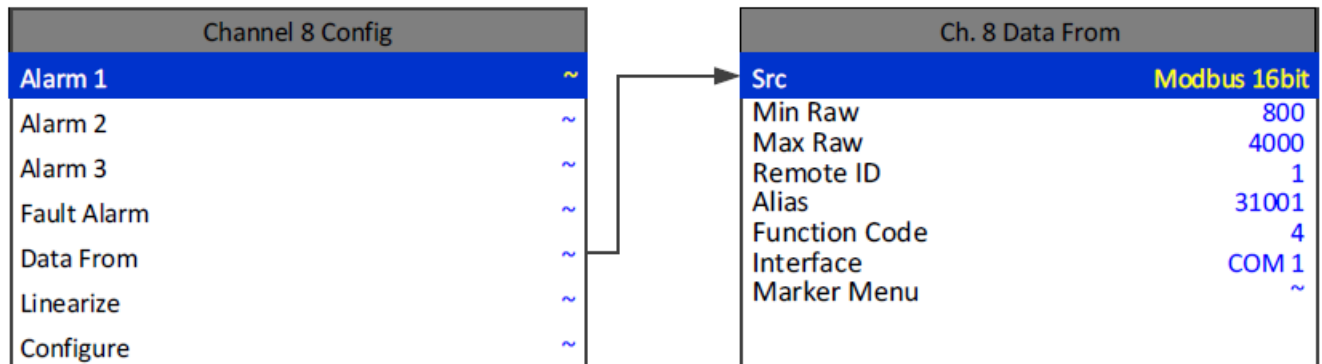 Channel 8 Config
Alarm 1 ~
Alarm 2 ~
Alarm 3 ~
Fault Alarm ~
Data From ~
Linearize ~
Configure ~
Ch. 8 Data From
Src Modbus 16bit
Min Raw 800
Max Raw 4000
Remote ID 1
Alias 31001
Function Code 4
Interface COM 1
Marker Menu ~